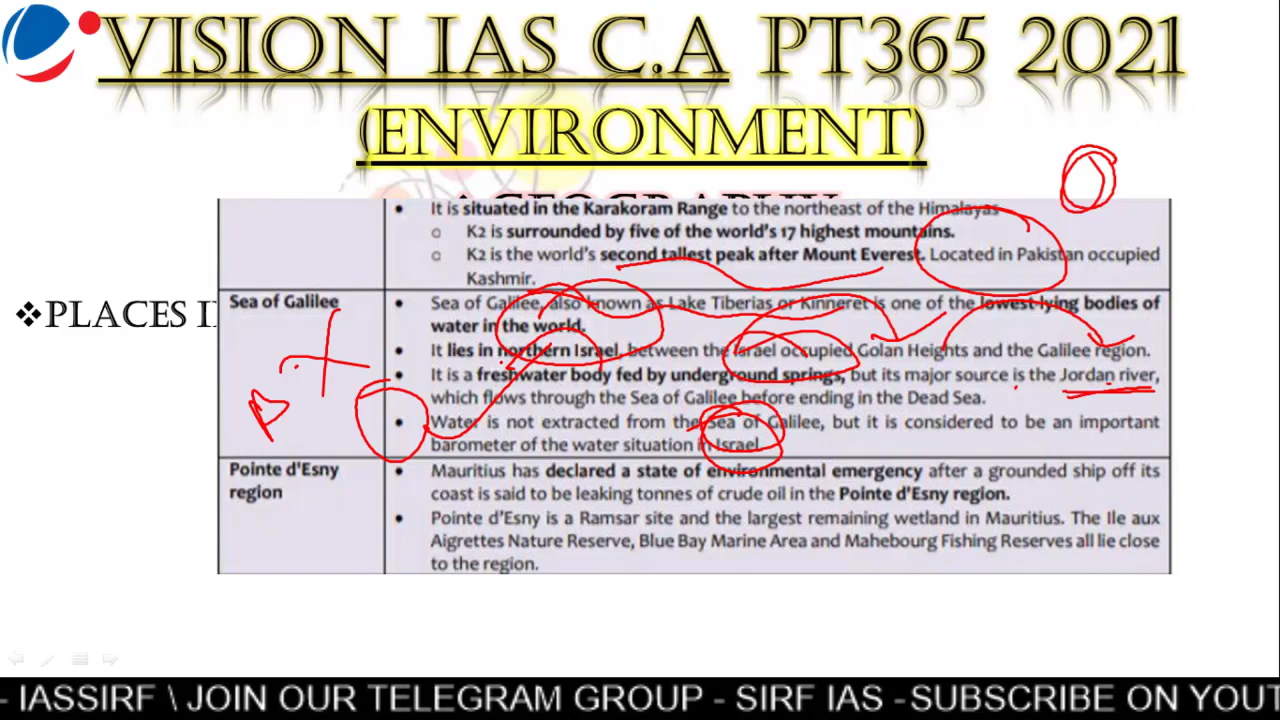 VISION IAS C.A PT365 2021
(ENVIRONMENT)
GEOGRAPHY
❖PLACES I
• It is situated in the Karakoram Range to the northeast of the Himalayas
o K2 is surrounded by five of the world's 17 highest mountains.
o K2 is the world's second tallest peak after Mount Everest. Located in Pakistan occupied
Kashmir.
Sea of Galilee
• Sea of Galilee, also known as Lake Tiberias or Kinneret is one of the lowest-lying bodies of
water in the world.
• It lies in northern Israel, between the Israel occupied Golan Heights and the Galilee region.
• It is a freshwater body fed by underground springs, but its major source is the Jordan river,
which flows through the Sea of Galilee before ending in the Dead Sea.
• Water is not extracted from the Sea of Galilee, but it is considered to be an important
barometer of the water situation in Israel.
Pointe d'Esny
region
• Mauritius has declared a state of environmental emergency after a grounded ship off its
coast is said to be leaking tonnes of crude oil in the Pointe d'Esny region.
• Pointe d'Esny is a Ramsar site and the largest remaining wetland in Mauritius. The Ile aux
Aigrettes Nature Reserve, Blue Bay Marine Area and Mahebourg Fishing Reserves all lie close
to the region.
- IASSIRF \ JOIN OUR TELEGRAM GROUP - SIRF IAS -SUBSCRIBE ON YOUT